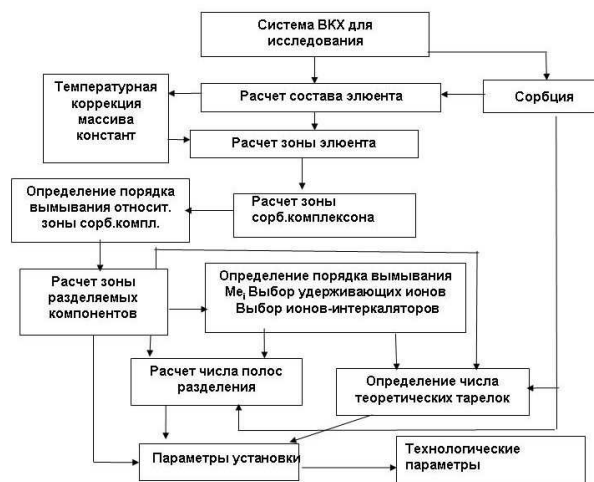 Система ВКХ для
исследования
Температурная
коррекция
массива
констант
Расчет состава элюента
Сорбция
Расчет зоны элюента
Определение порядка
вымывания относит.
зоны сорб.компл.
Расчет зоны
сорб.комплексона
Расчет зоны
разделяемых
компонентов
Определение порядка вымывания
Meᵢ Выбор удерживающих ионов
Выбор ионов-интеркаляторов
Расчет числа полос
разделения
Определение числа
теоретических тарелок
Параметры установки
Технологические
параметры